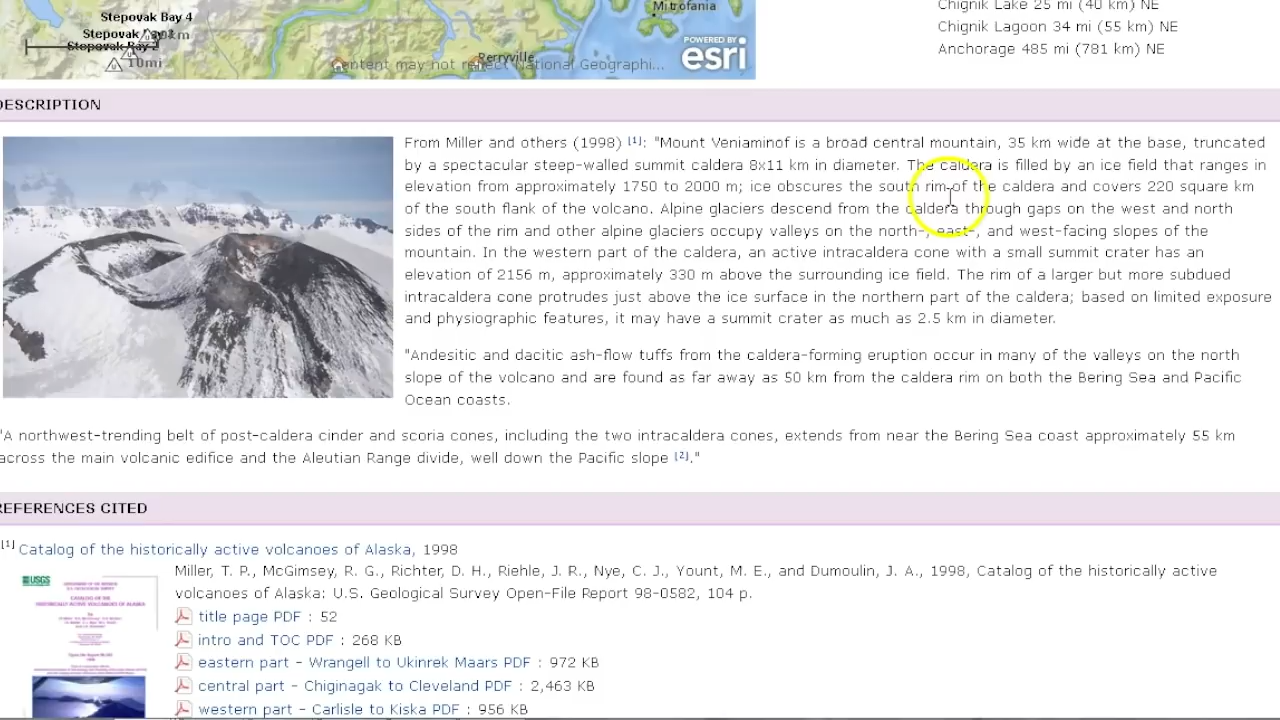 Stepovak Bay 4
Mitrofania
Chignik Lake 25 mi (40 km) NE
Stepovak
Chignik Lagoon 34 mi (55 km) NE
Stepovak Bay
Anchorage 485 mi (781 km) NE
10mi
Perryville
Content may not reflect National Geographi...
POWERED BY
esri
DESCRIPTION
From Miller and others (1998) [1]: "Mount Veniaminof is a broad central mountain, 35 km wide at the base, truncated
by a spectacular steep-walled summit caldera 8x11 km in diameter. The caldera is filled by an ice field that ranges in
elevation from approximately 1750 to 2000 m; ice obscures the south rim of the caldera and covers 220 square km
of the south flank of the volcano. Alpine glaciers descend from the caldera through gaps on the west and north
sides of the rim and other alpine glaciers occupy valleys on the north-, east-, and west-facing slopes of the
mountain. In the western part of the caldera, an active intracaldera cone with a small summit crater has an
elevation of 2156 m, approximately 330 m above the surrounding ice field. The rim of a larger but more subdued
intracaldera cone protrudes just above the ice surface in the northern part of the caldera; based on limited exposure
and physiographic features, it may have a summit crater as much as 2.5 km in diameter.
"Andesitic and dacitic ash-flow tuffs from the caldera-forming eruption occur in many of the valleys on the north
slope of the volcano and are found as far away as 50 km from the caldera rim on both the Bering Sea and Pacific
Ocean coasts.
"A northwest-trending belt of post-caldera cinder and scoria cones, including the two intracaldera cones, extends from near the Bering Sea coast approximately 55 km
across the main volcanic edifice and the Aleutian Range divide, well down the Pacific slope [2]."
REFERENCES CITED
[1] Catalog of the historically active volcanoes of Alaska, 1998
Miller, T. P., McGimsey, R. G., Richter, D. H., Riehle, J. R., Nye, C. J., Yount, M. E., and Dumoulin, J. A., 1998, Catalog of the historically active
volcanoes of Alaska: U.S. Geological Survey Open-File Report 98-0582, 104 p.
USGS
title page PDF : 52
intro and TOC PDF : 268 KB
eastern part - Wrangell to Ukinrek Maars PDF : 972 KB
central part - Chiginagak to Cleveland PDF : 2,463 KB
western part - Carlisle to Kiska PDF : 956 KB